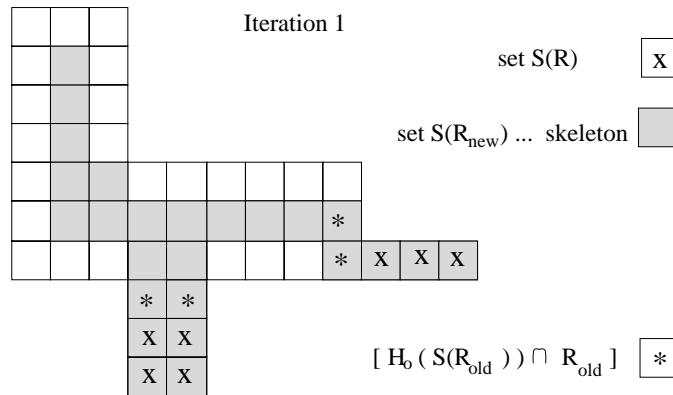 Iteration 1
set S(R) x
set S(R_new) ... skeleton
*
* x x x
* *
x x
[ H_o ( S(R_old ) ) ∩ R_old ] *
x x